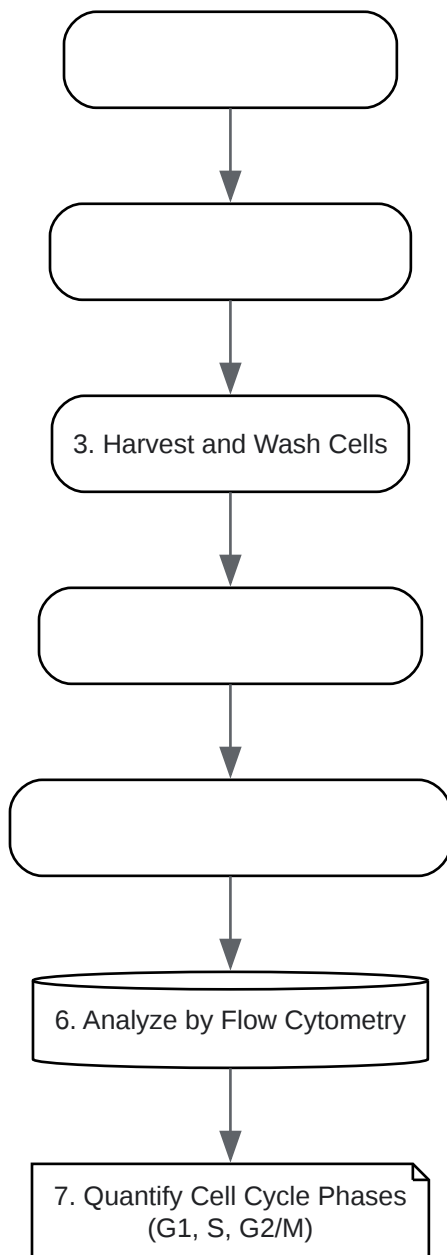 3. Harvest and Wash Cells
6. Analyze by Flow Cytometry
7. Quantify Cell Cycle Phases
(G1, S, G2/M)